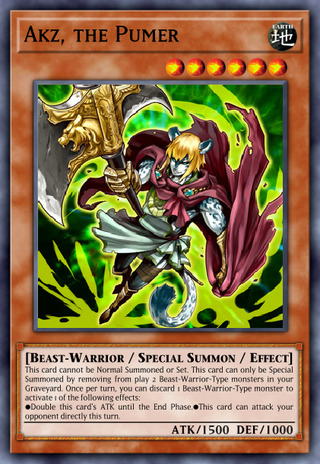 Akz, the Pumer
EARTH
地
[Beast-Warrior / Special Summon / Effect]
This card cannot be Normal Summoned or Set. This card can only be Special
Summoned by removing from play 2 Beast-Warrior-Type monsters in your
Graveyard. Once per turn, you can discard 1 Beast-Warrior-Type monster to
activate 1 of the following effects:
●Double this card's ATK until the End Phase.●This card can attack your
opponent directly this turn.
ATK/1500 DEF/1000